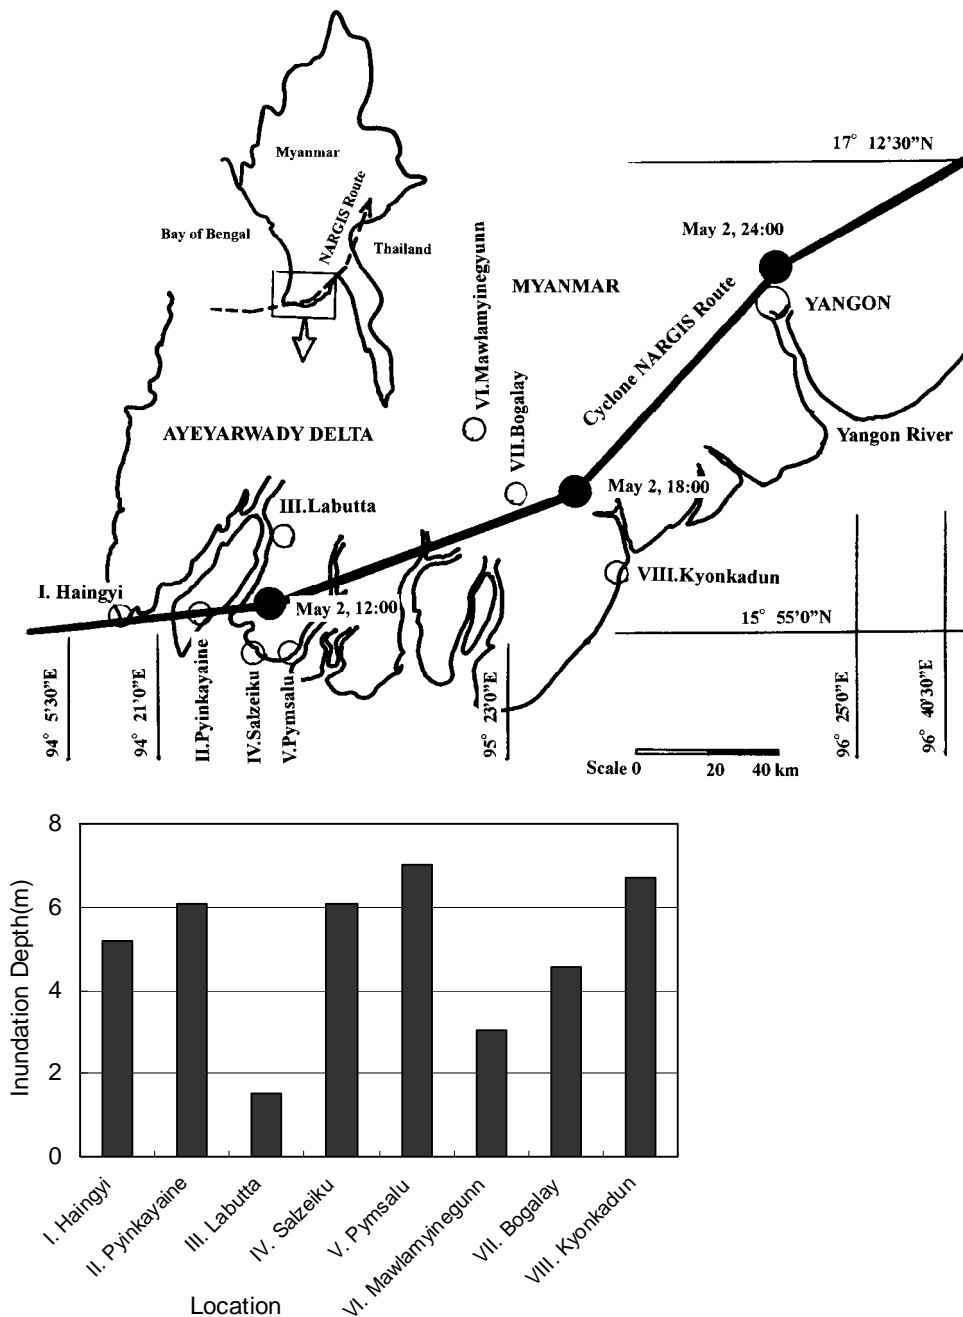 Myanmar
17° 12'30"N
NARGIS Route
Bay of Bengal
Thailand
May 2, 24:00
MYANMAR
YANGON
VI.Mawlamyinegyunn
Cyclone NARGIS Route
VII.Bogalay
AYEYARWADY DELTA
Yangon River
May 2, 18:00
III.Labutta
VIII.Kyonkadun
I. Haingyi
May 2, 12:00
15° 55'0"N
94° 5'30"E
94° 21'0"E
II.Pyinkayaine
IV.Salzeiku
V.Pymsalu
95° 23'0"E
96° 25'0"E
96° 40'30"E
Scale 0 20 40 km
8
6
4
2
0
Inundation Depth(m)
I. Haingyi
II. Pyinkayaine
III. Labutta
IV. Salzeiku
V. Pymsalu
VI. Mawlamyinegunn
VII. Bogalay
VIII. Kyonkadun
Location